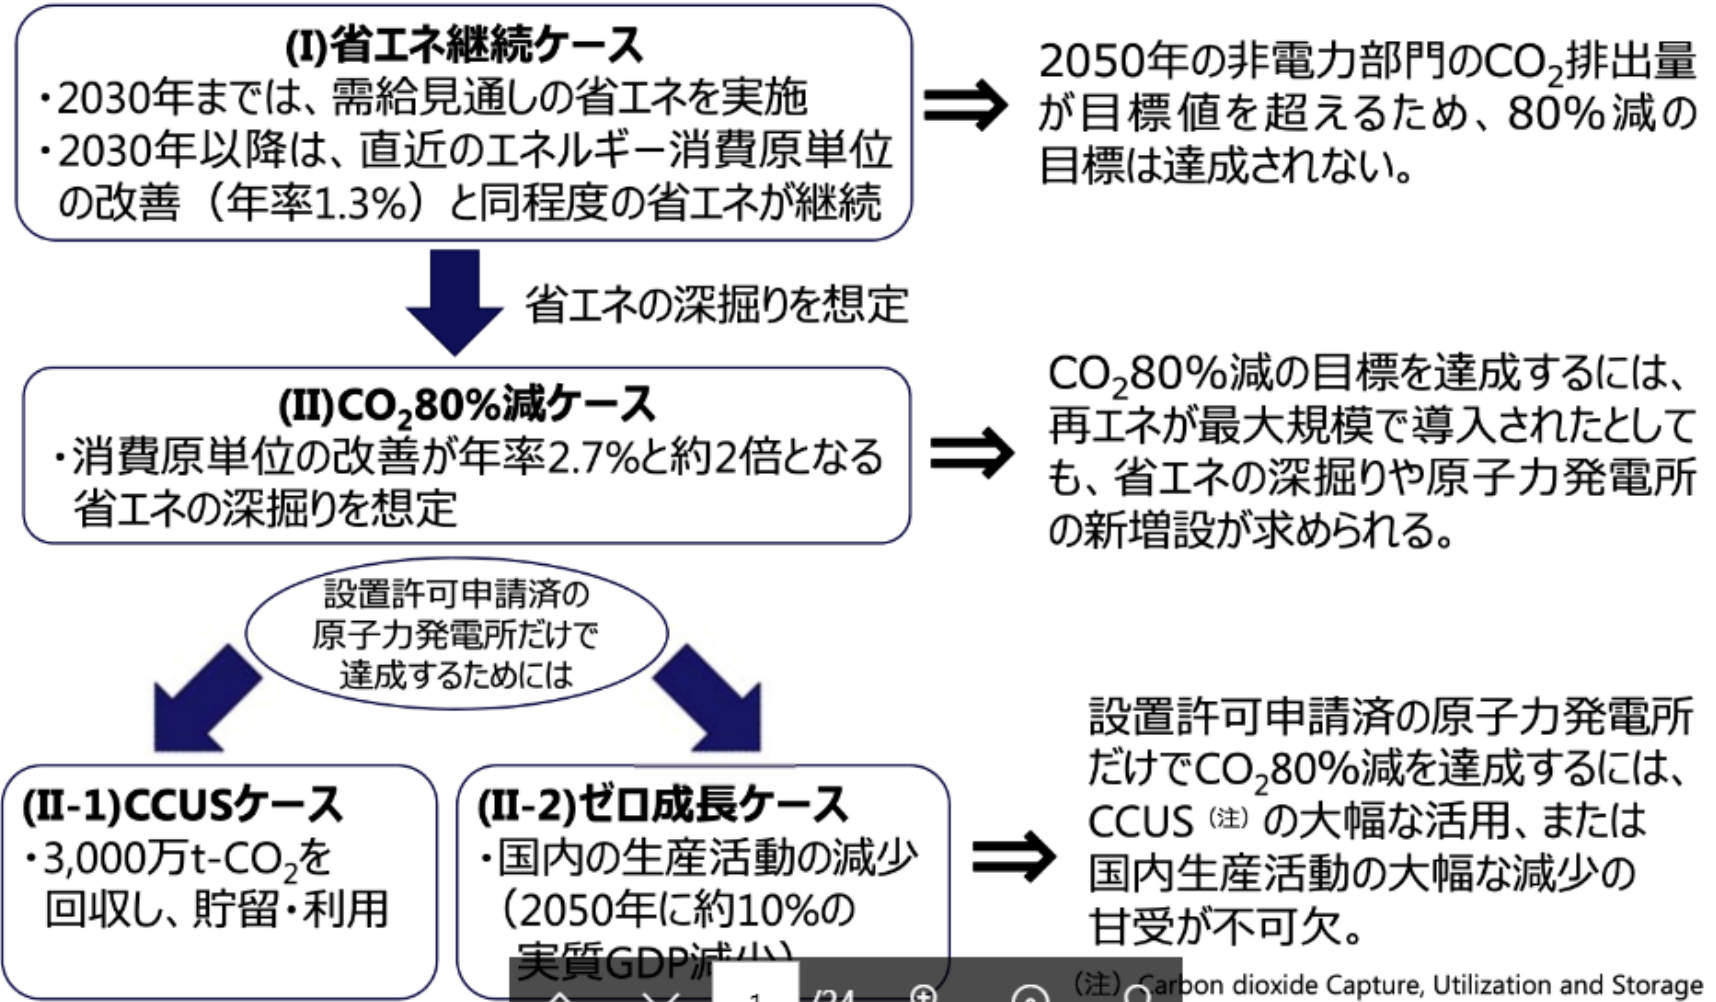 (I)省エネ継続ケース
・2030年までは、需給見通しの省エネを実施
・2030年以降は、直近のエネルギー消費原単位
の改善（年率1.3%）と同程度の省エネが継続
2050年の非電力部門のCO2排出量
が目標値を超えるため、80%減の
目標は達成されない。
省エネの深掘りを想定
(II)CO280%減ケース
・消費原単位の改善が年率2.7%と約2倍となる
省エネの深掘りを想定
CO280%減の目標を達成するには、
再エネが最大規模で導入されたとして
も、省エネの深掘りや原子力発電所
の新増設が求められる。
設置許可申請済の
原子力発電所だけで
達成するためには
(II-1)CCUSケース
・3,000万t-CO2を
回収し、貯留・利用
(II-2)ゼロ成長ケース
・国内の生産活動の減少
（2050年に約10%の
実質GDP減少）
設置許可申請済の原子力発電所
だけでCO280%減を達成するには、
CCUS（注）の大幅な活用、または
国内生産活動の大幅な減少の
甘受が不可欠。
（注）Carbon dioxide Capture, Utilization and Storage
1 /24